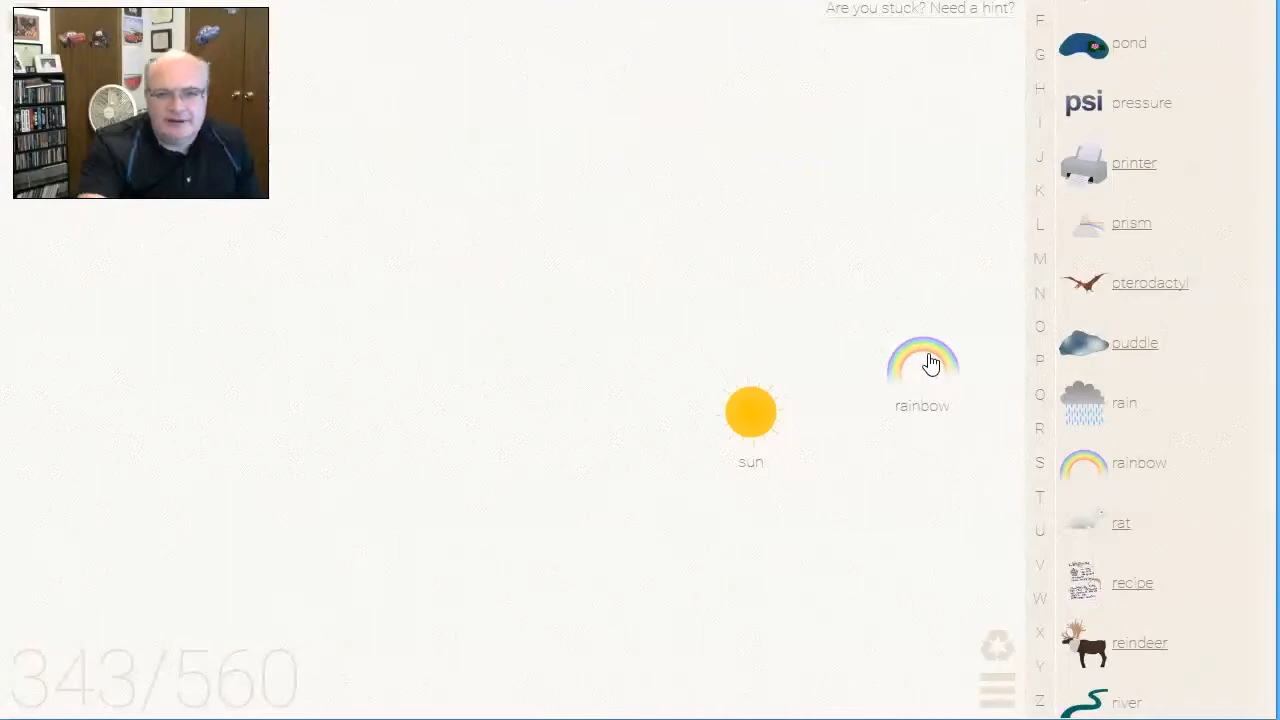 Are you stuck? Need a hint?
F
G
H
I
J
K
L
M
N
O
P
Q
R
S
T
U
V
W
X
Y
Z
pond
psi pressure
printer
prism
pterodactyl
puddle
rain
rainbow
rat
recipe
reindeer
river
rainbow
sun
343/560